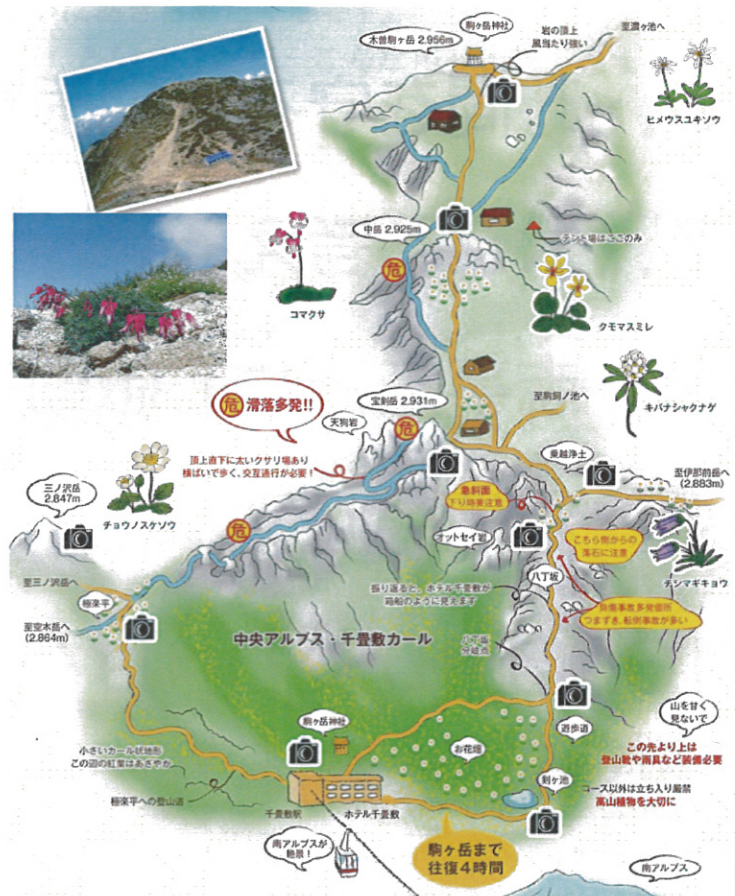 駒ヶ岳神社
木曽駒ヶ岳 2,956m
岩の頂上
風当たり強い
至濃ヶ池へ
ヒメウスユキソウ
中岳 2,925m
テント場はここのみ
危
コマクサ
クモマスミレ
危 滑落多発!!
宝剣岳 2,931m
天狗岩
危
至駒飼ノ池へ
キバナシャクナゲ
頂上直下に太いクサリ場あり
横ばいで歩く、交互通行が必要!
乗越浄土
至伊那前岳へ
(2,883m)
三ノ沢岳
2,847m
チョウノスケソウ
急斜面
下り時要注意
危
オットセイ岩
こちら側からの
落石に注意
チシマギキョウ
至三ノ沢岳へ
八丁坂
振り返ると、ホテル千畳敷が
箱船のように見えます
極楽平
至空木岳へ
(2,864m)
負傷事故多発個所
つまずき、転倒事故が多い
中央アルプス・千畳敷カール
八丁坂
分岐点
山を甘く
見ないで
駒ヶ岳神社
遊歩道
お花畑
この先より上は
登山靴や雨具など装備必要
小さいカール状地形
この辺の紅葉はあざやか
剣ヶ池
コース以外は立ち入り厳禁
高山植物を大切に
極楽平への登山道
千畳敷駅
ホテル千畳敷
南アルプスが
絶景!
駒ヶ岳まで
往復4時間
南アルプス